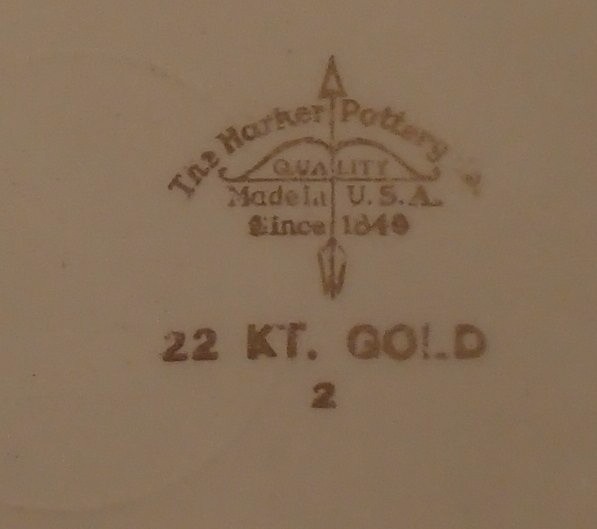 The Harker Pottery Co
QUALITY
Made in U.S.A.
Since 1840
22 KT. GOLD
2